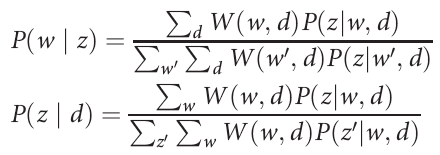 P(w | z) = \frac{\sum_d W(w, d)P(z|w, d)}{\sum_{w'} \sum_d W(w', d)P(z|w', d)}
P(z | d) = \frac{\sum_w W(w, d)P(z|w, d)}{\sum_{z'} \sum_w W(w, d)P(z'|w, d)}